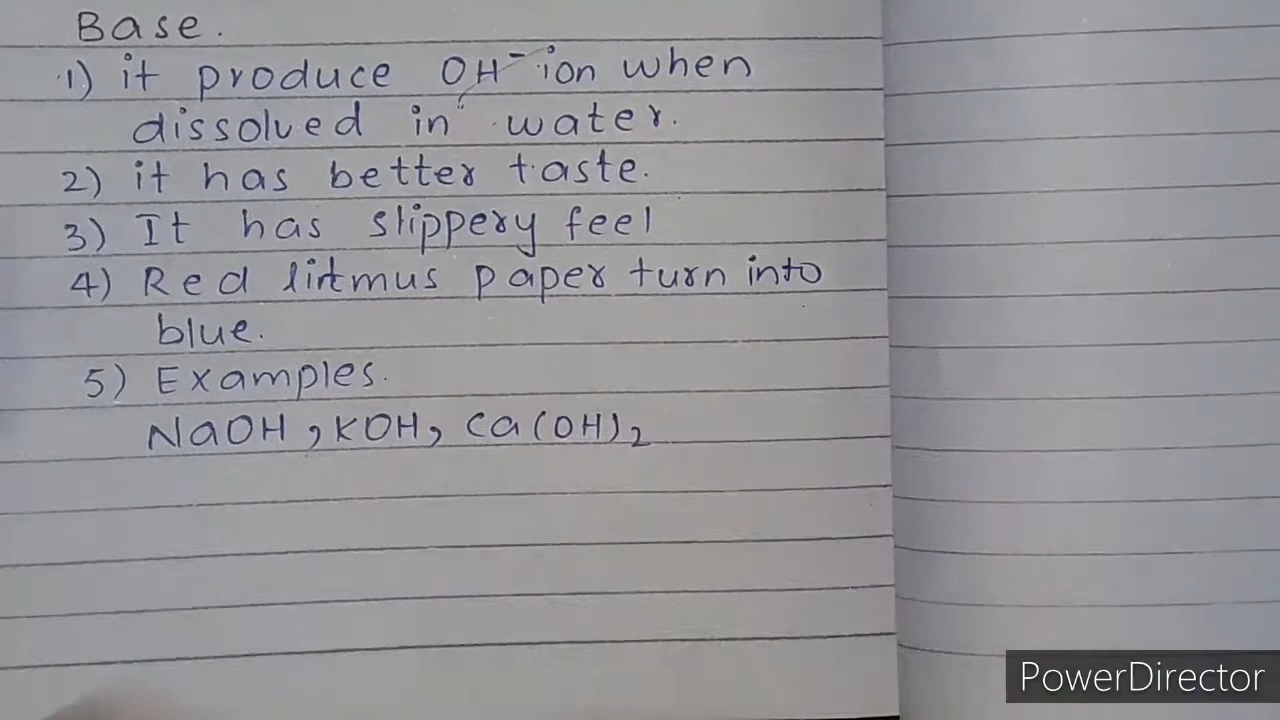 Base.
1) it produce OH⁻ ion when
dissolved in water.
2) it has better taste.
3) It has slippery feel
4) Red litmus paper turn into
blue.
5) Examples.
NaOH, KOH, Ca(OH)₂
PowerDirector